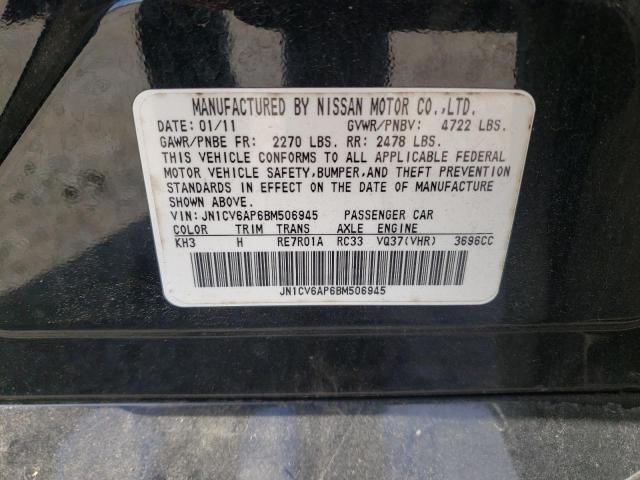 MANUFACTURED BY NISSAN MOTOR CO.,LTD.
DATE: 01/11 GVWR/PNBV: 4722 LBS.
GAWR/PNBE FR: 2270 LBS. RR: 2478 LBS.
THIS VEHICLE CONFORMS TO ALL APPLICABLE FEDERAL
MOTOR VEHICLE SAFETY,BUMPER,AND THEFT PREVENTION
STANDARDS IN EFFECT ON THE DATE OF MANUFACTURE
SHOWN ABOVE.
VIN:JN1CV6AP6BM506945 PASSENGER CAR
COLOR TRIM TRANS AXLE ENGINE
KH3 H RE7R01A RC33 VQ37(VHR) 3696CC
JN1CV6AP6BM506945